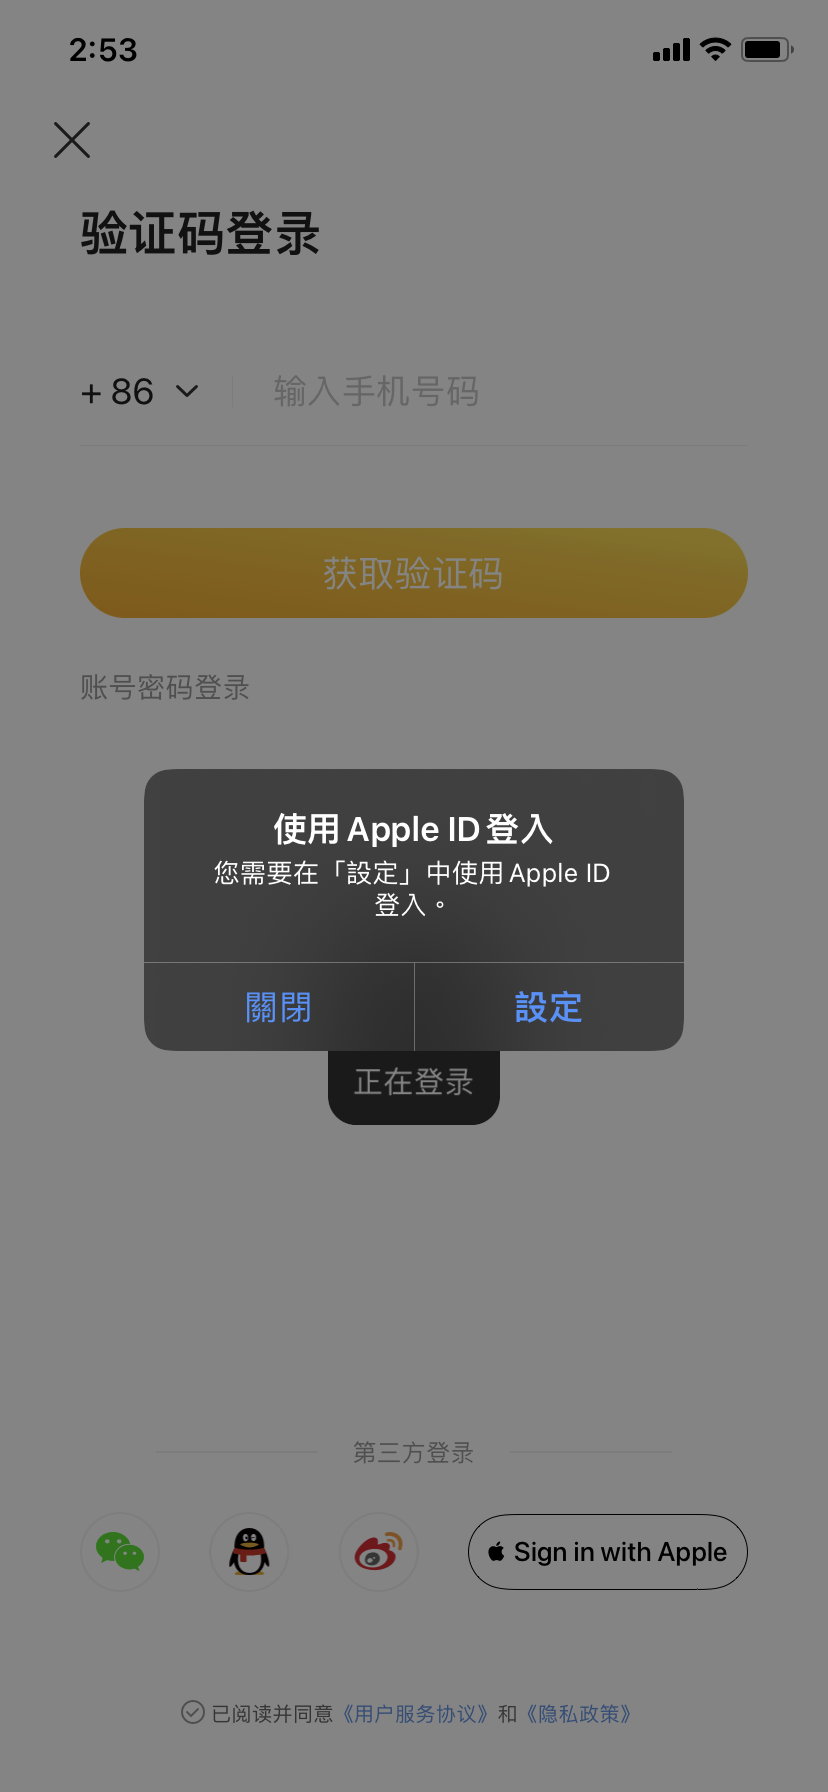 2:53
验证码登录
+ 86
输入手机号码
获取验证码
账号密码登录
使用 Apple ID 登入
您需要在「設定」中使用 Apple ID
登入。
關閉
設定
正在登录
第三方登录
Sign in with Apple
已阅读并同意《用户服务协议》和《隐私政策》